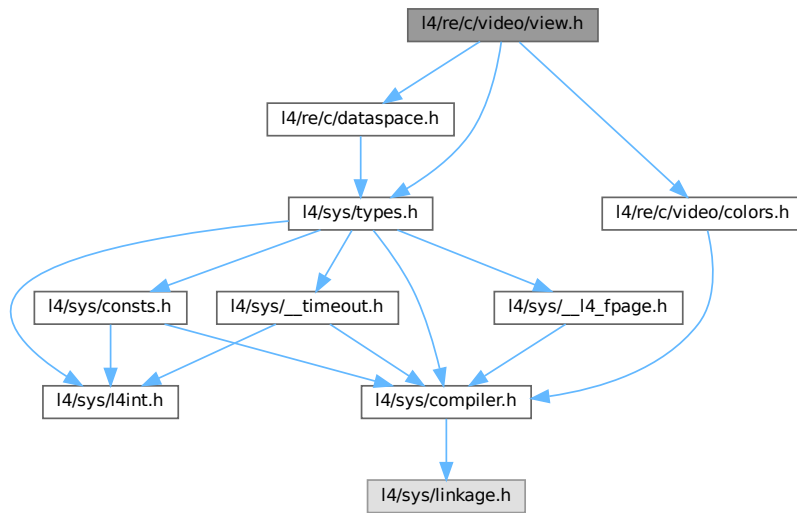 l4/re/c/video/view.h
l4/re/c/dataspace.h
l4/sys/types.h
l4/re/c/video/colors.h
l4/sys/consts.h
l4/sys/__timeout.h
l4/sys/__l4_fpage.h
l4/sys/l4int.h
l4/sys/compiler.h
l4/sys/linkage.h